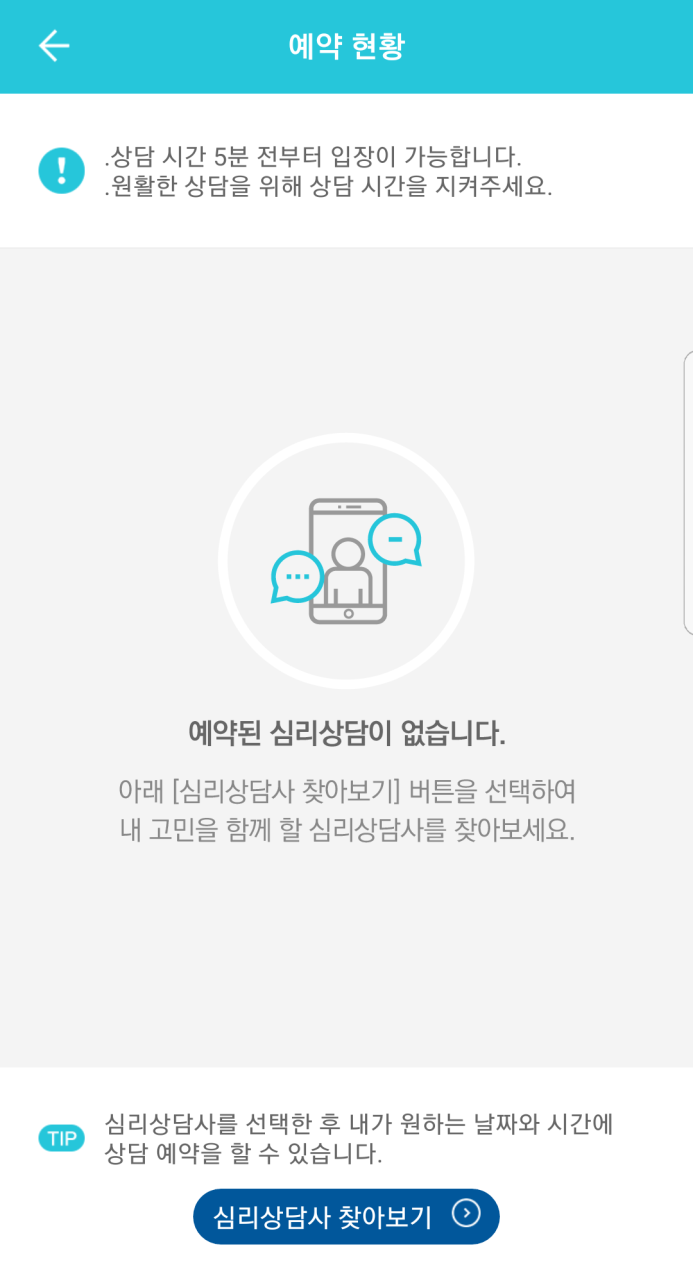 예약 현황
.상담 시간 5분 전부터 입장이 가능합니다.
.원활한 상담을 위해 상담 시간을 지켜주세요.
예약된 심리상담이 없습니다.
아래 [심리상담사 찾아보기] 버튼을 선택하여
내 고민을 함께 할 심리상담사를 찾아보세요.
TIP
심리상담사를 선택한 후 내가 원하는 날짜와 시간에
상담 예약을 할 수 있습니다.
심리상담사 찾아보기